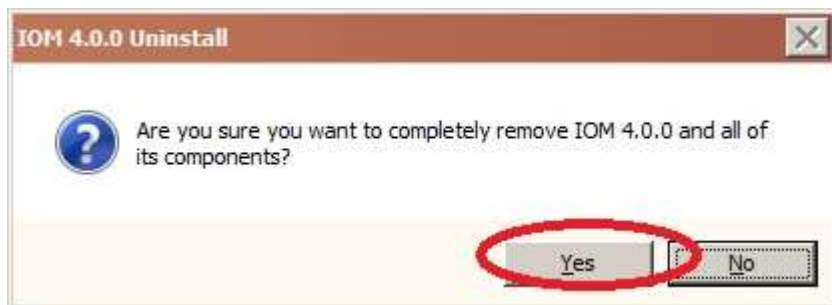 IOM 4.0.0 Uninstall
Are you sure you want to completely remove IOM 4.0.0 and all of
its components?
Yes No